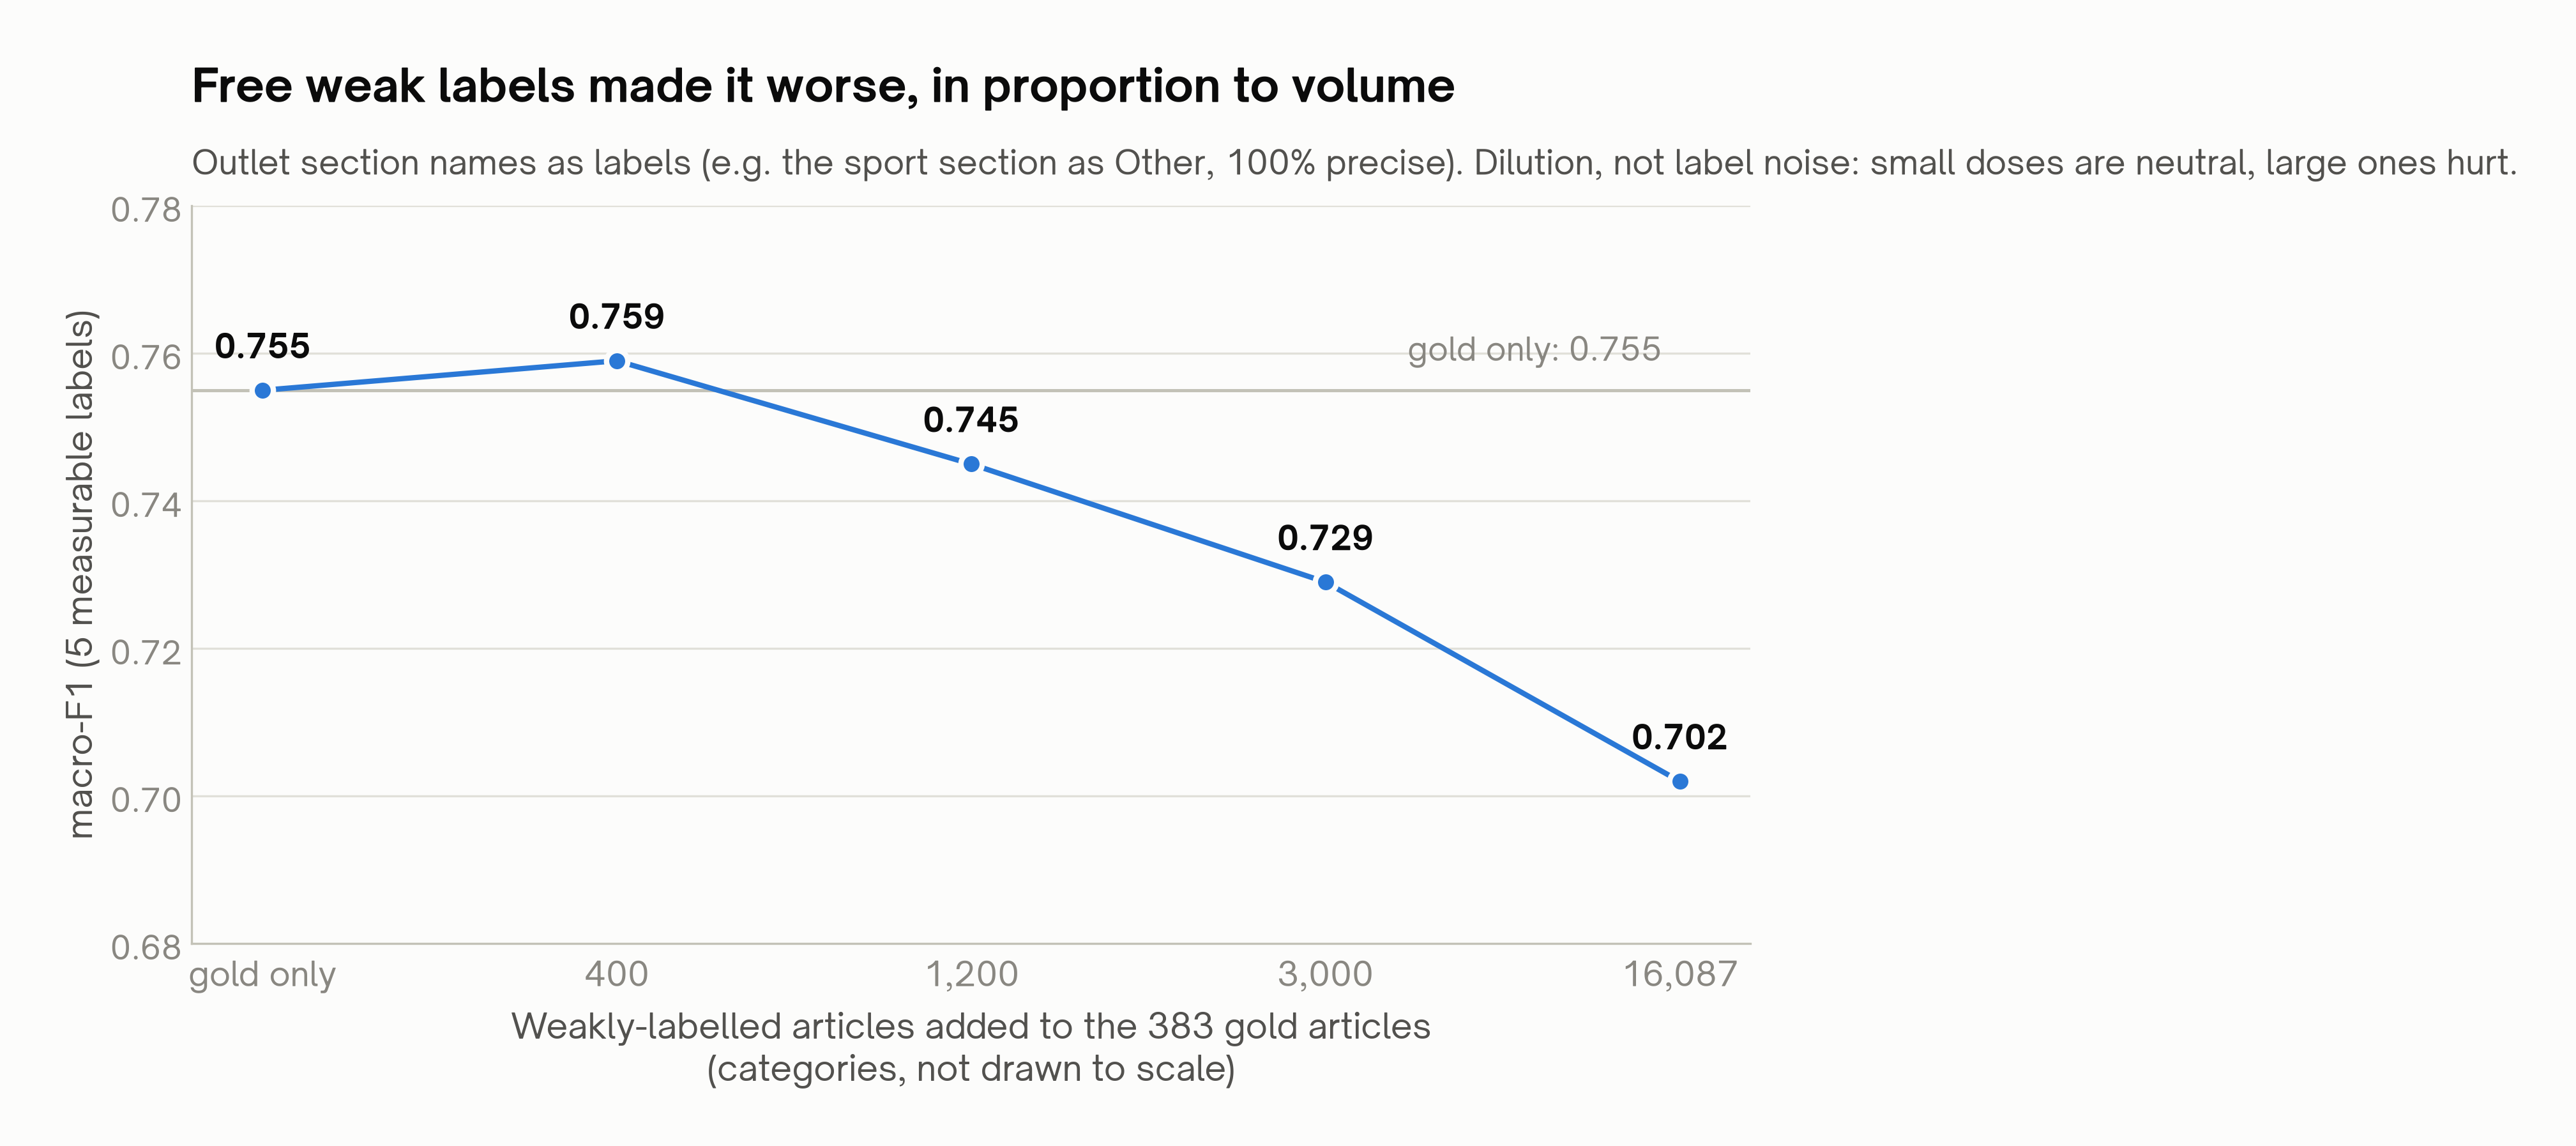 Free weak labels made it worse, in proportion to volume
Outlet section names as labels (e.g. the sport section as Other, 100% precise). Dilution, not label noise: small doses are neutral, large ones hurt.
macro-F1 (5 measurable labels)
0.78
0.76
0.74
0.72
0.70
0.68
0.755
0.759
0.745
0.729
0.702
gold only: 0.755
gold only
400
1,200
3,000
16,087
Weakly-labelled articles added to the 383 gold articles
(categories, not drawn to scale)